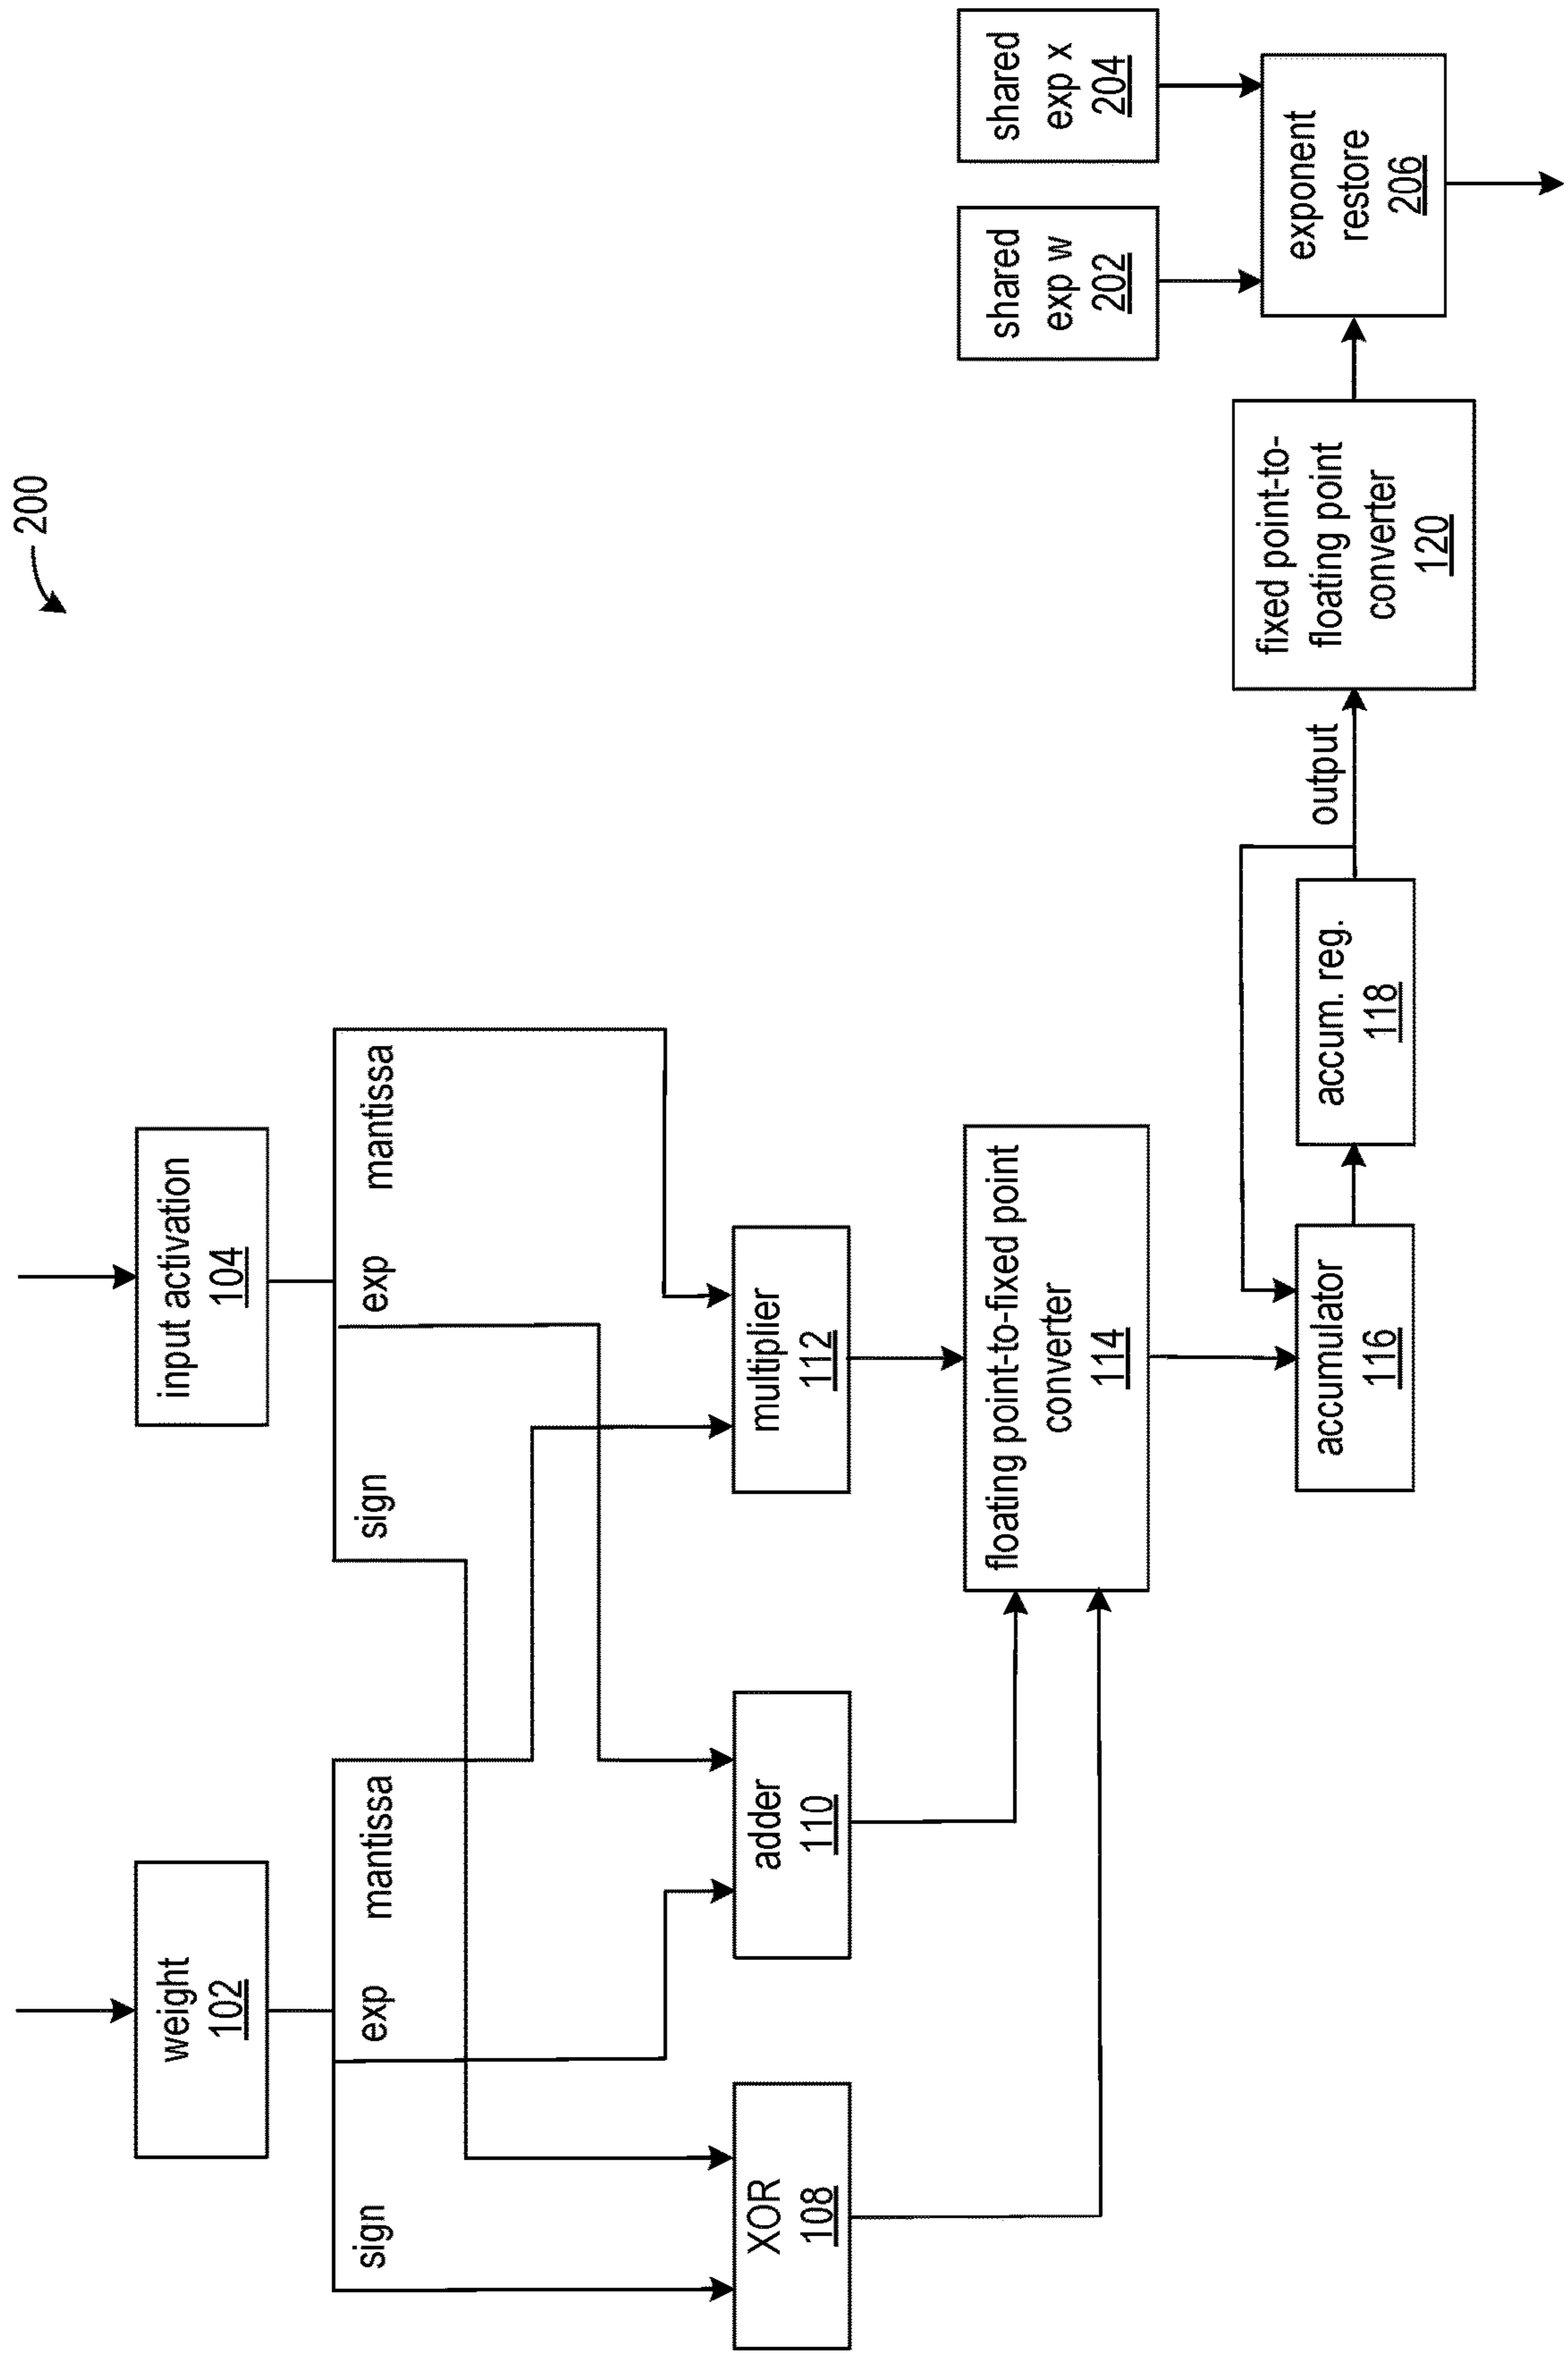 200
weight
102
input activation
104
sign
exp
mantissa
sign
exp
mantissa
XOR
108
adder
110
multiplier
112
floating point-to-fixed point
converter
114
accumulator
116
accum. reg.
118
output
fixed point-to-
floating point
converter
120
shared
exp w
202
shared
exp x
204
exponent
restore
206